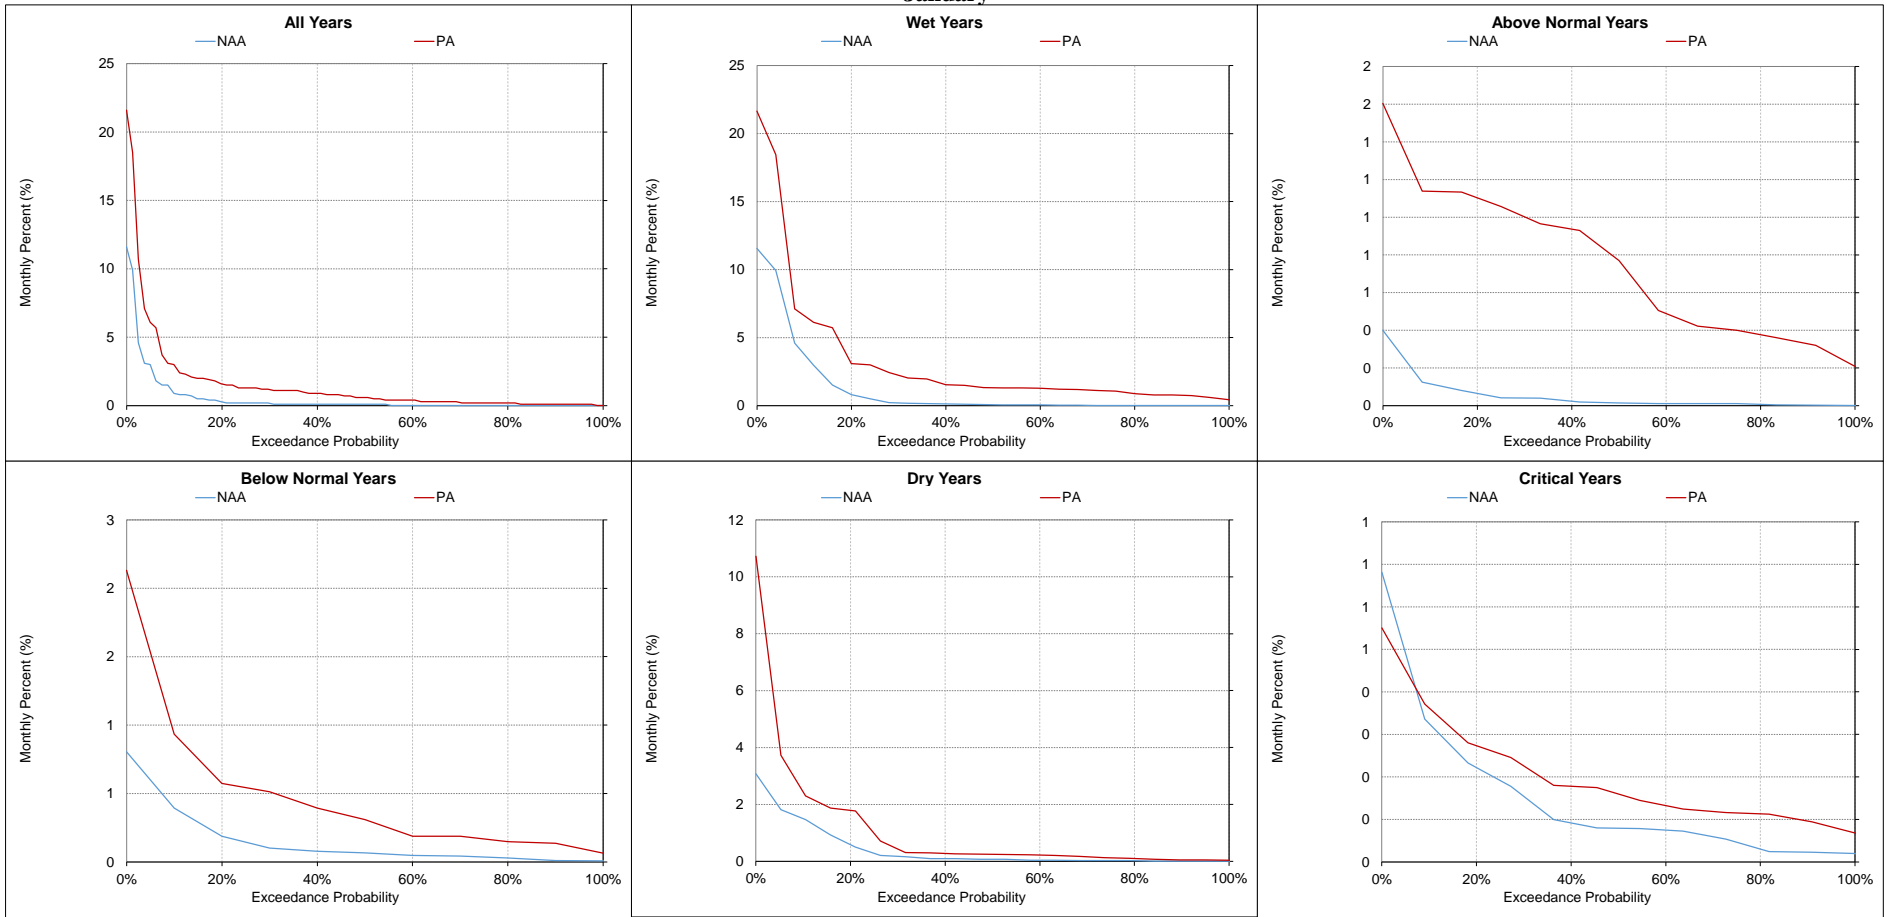 All Years
NAA PA
25
20
15
10
5
0
Monthly Percent (%)
0% 20% 40% 60% 80% 100%
Exceedance Probability
Wet Years
NAA PA
25
20
15
10
5
0
Monthly Percent (%)
0% 20% 40% 60% 80% 100%
Exceedance Probability
Above Normal Years
NAA PA
2
2
1
1
1
1
1
0
0
0
Monthly Percent (%)
0% 20% 40% 60% 80% 100%
Exceedance Probability
Below Normal Years
NAA PA
3
2
2
1
1
0
Monthly Percent (%)
0% 20% 40% 60% 80% 100%
Exceedance Probability
Dry Years
NAA PA
12
10
8
6
4
2
0
Monthly Percent (%)
0% 20% 40% 60% 80% 100%
Exceedance Probability
Critical Years
NAA PA
1
1
1
1
0
0
0
0
0
Monthly Percent (%)
0% 20% 40% 60% 80% 100%
Exceedance Probability